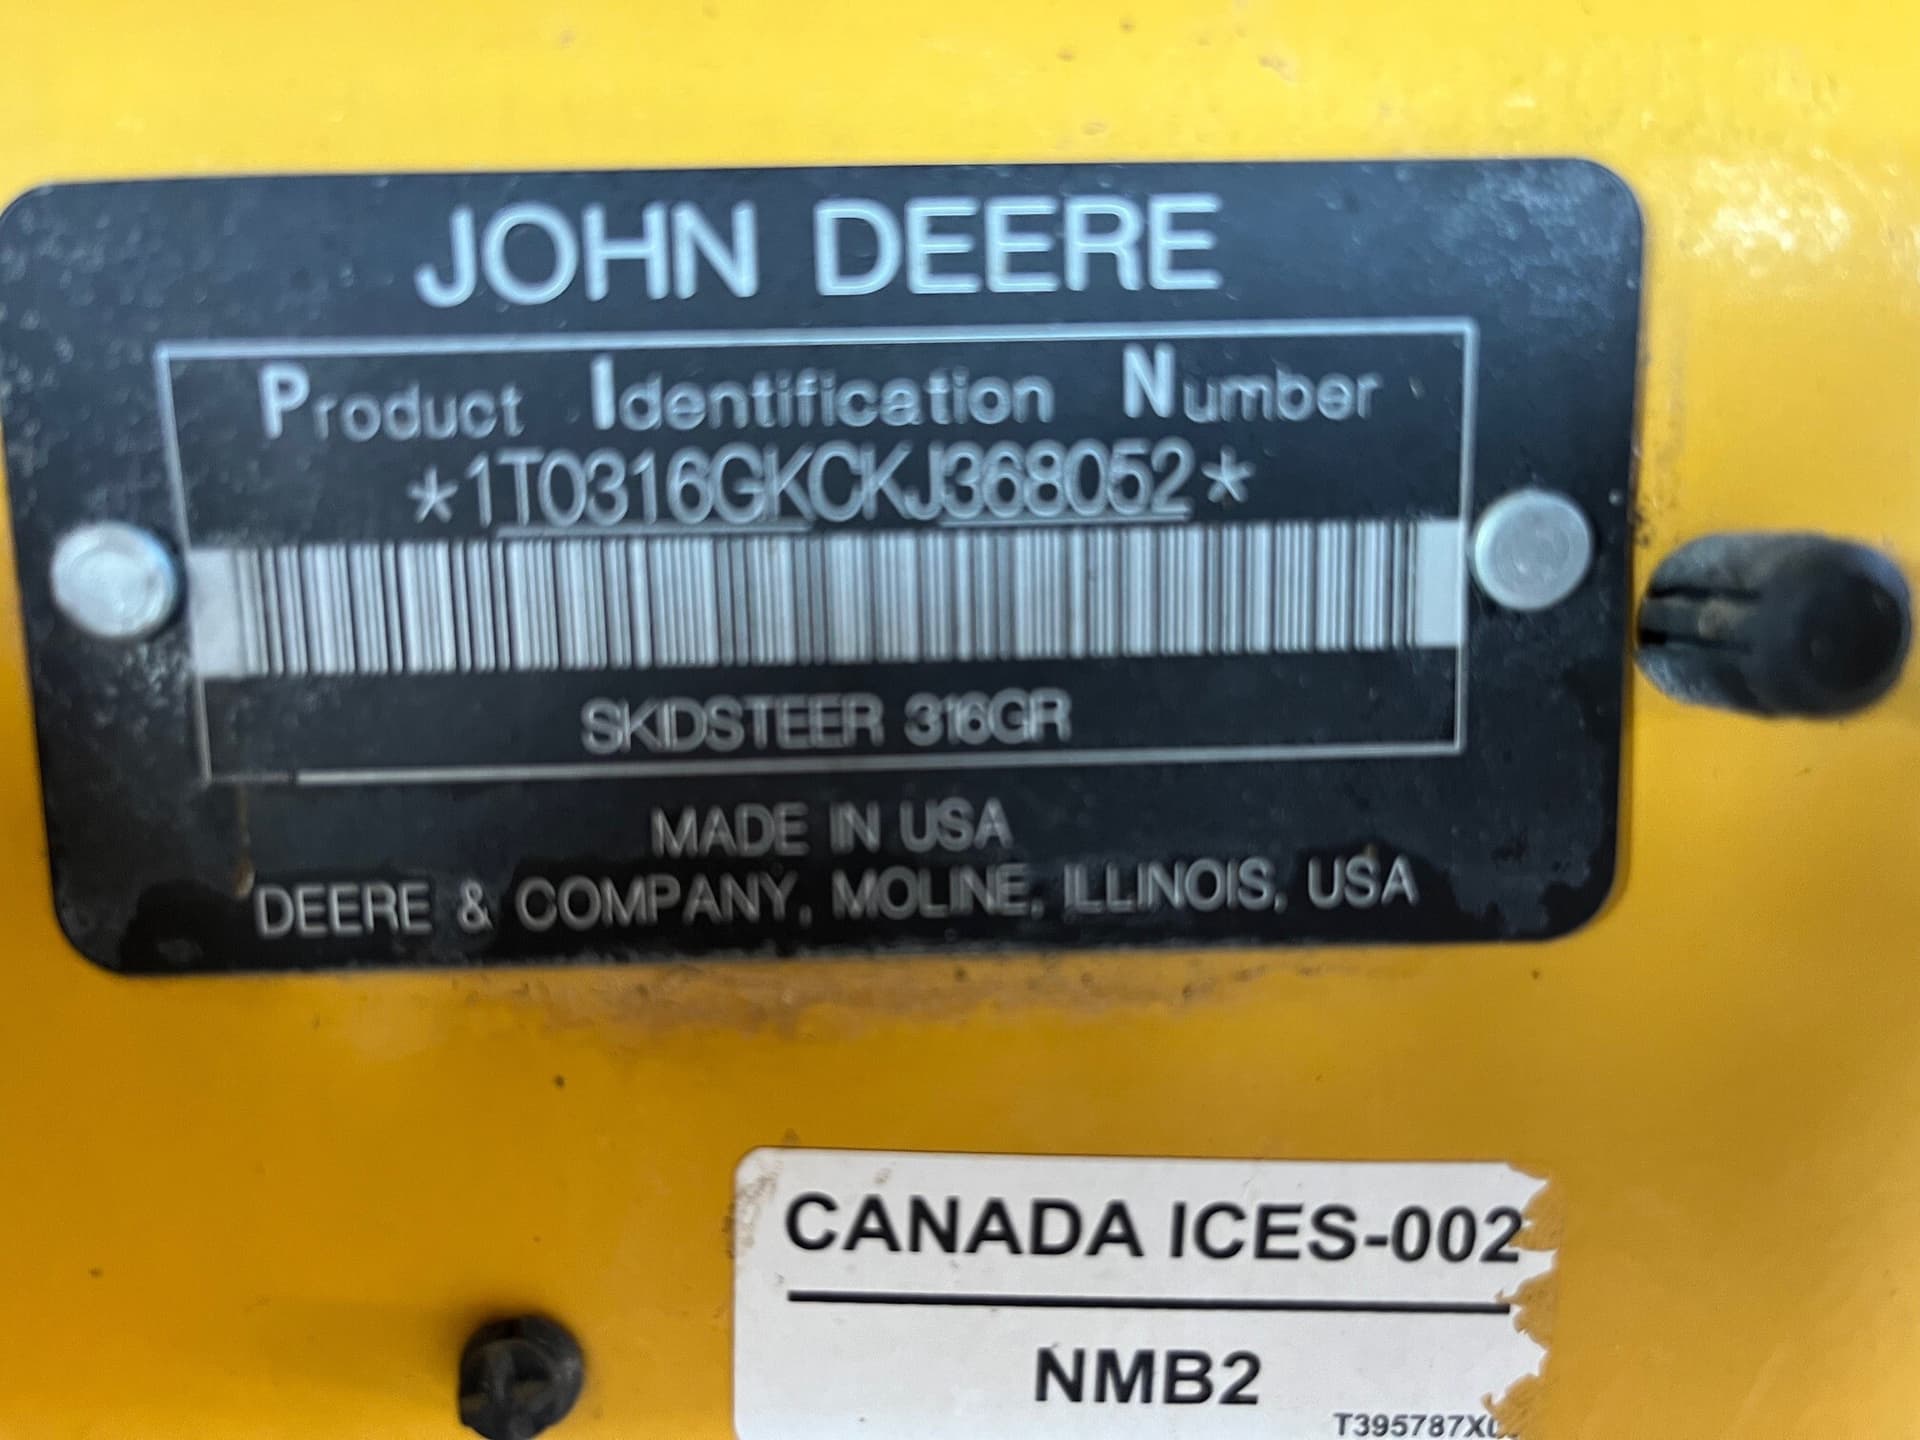 JOHN DEERE
Product Identification Number
*1T0316GKCKJ368052*
SKIDSTEER 316GR
MADE IN USA
DEERE & COMPANY, MOLINE, ILLINOIS, USA
CANADA ICES-002
NMB2